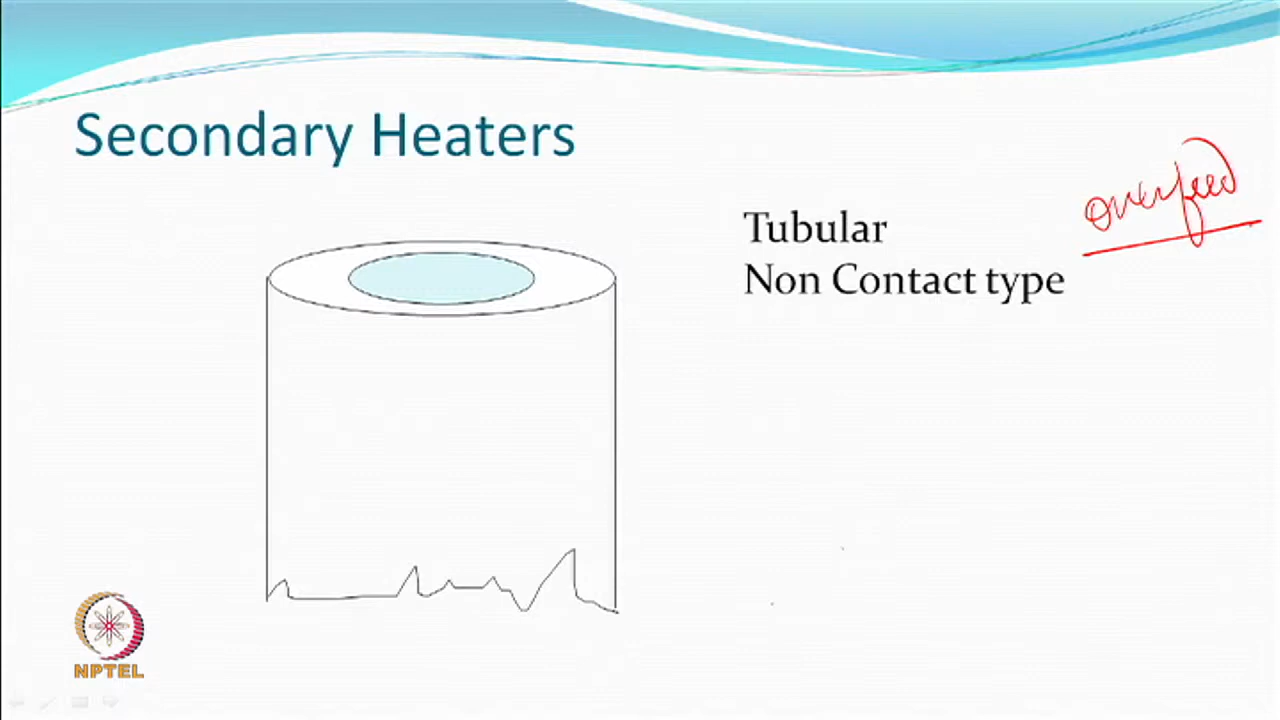 Secondary Heaters
overfeed
Tubular
Non Contact type
NPTEL